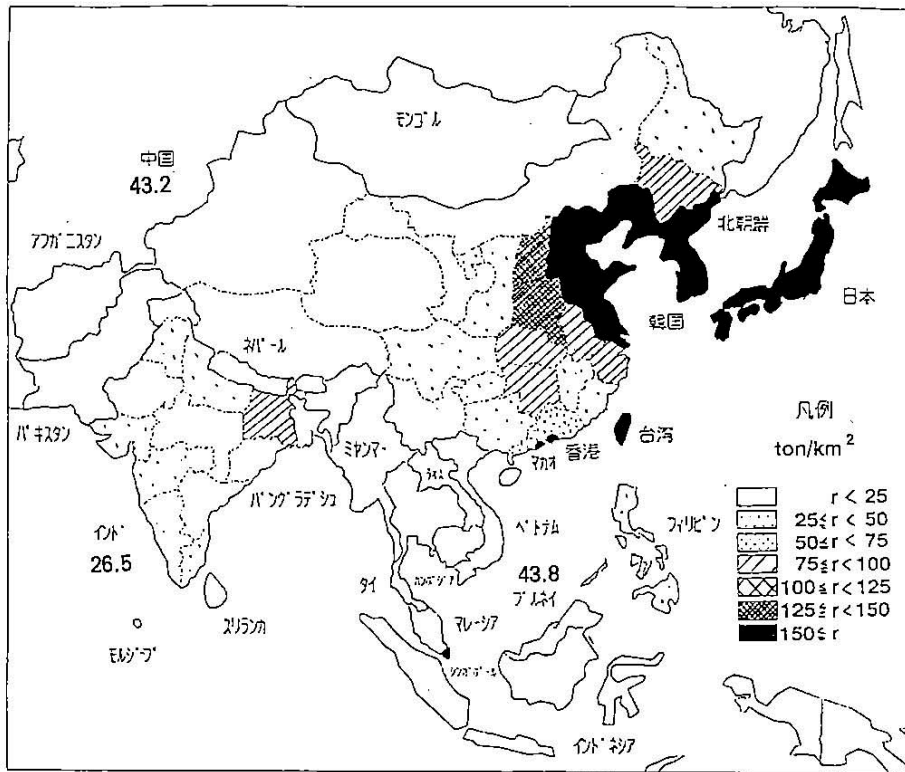 モンゴル
中国
43.2
アフガニスタン
北朝鮮
日本
韓国
ネパール
パキスタン
ミャンマー
マカオ
香港
台湾
凡例
ton/km²
ラオス
バングラデシュ
インド
26.5
ベトナム
フィリピン
43.8
ブルネイ
タイ
カンボジア
スリランカ
モルジーブ
マレーシア
シンガポール
インドネシア
r < 25
25≦r < 50
50≦r < 75
75≦r <100
100≦r <125
125≦r<150
150≦r